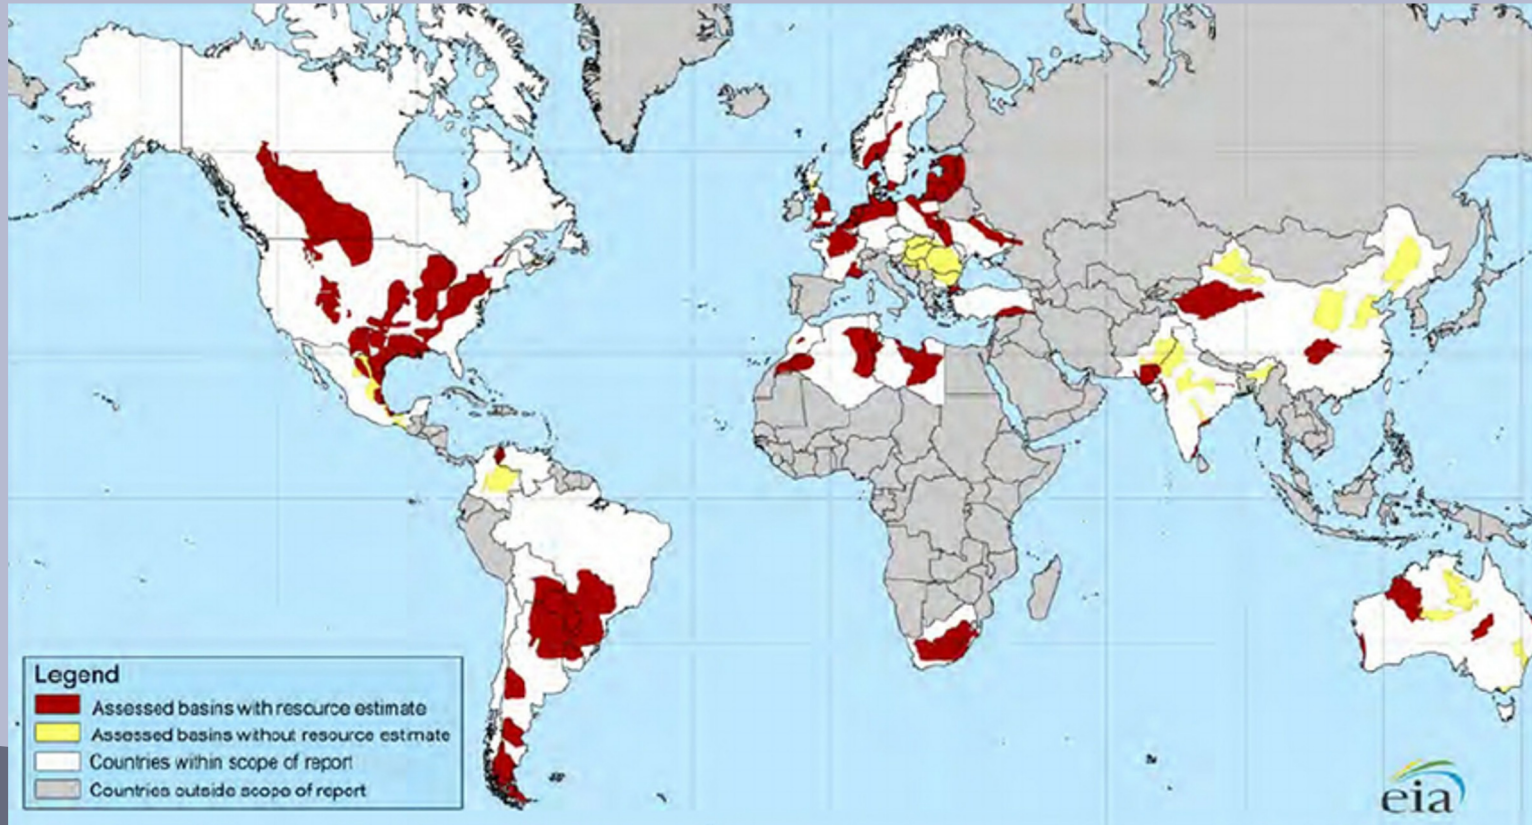 Legend
Assessed basins with resource estimate
Assessed basins without resource estimate
Countries within scope of report
Countries outside scope of report
eia